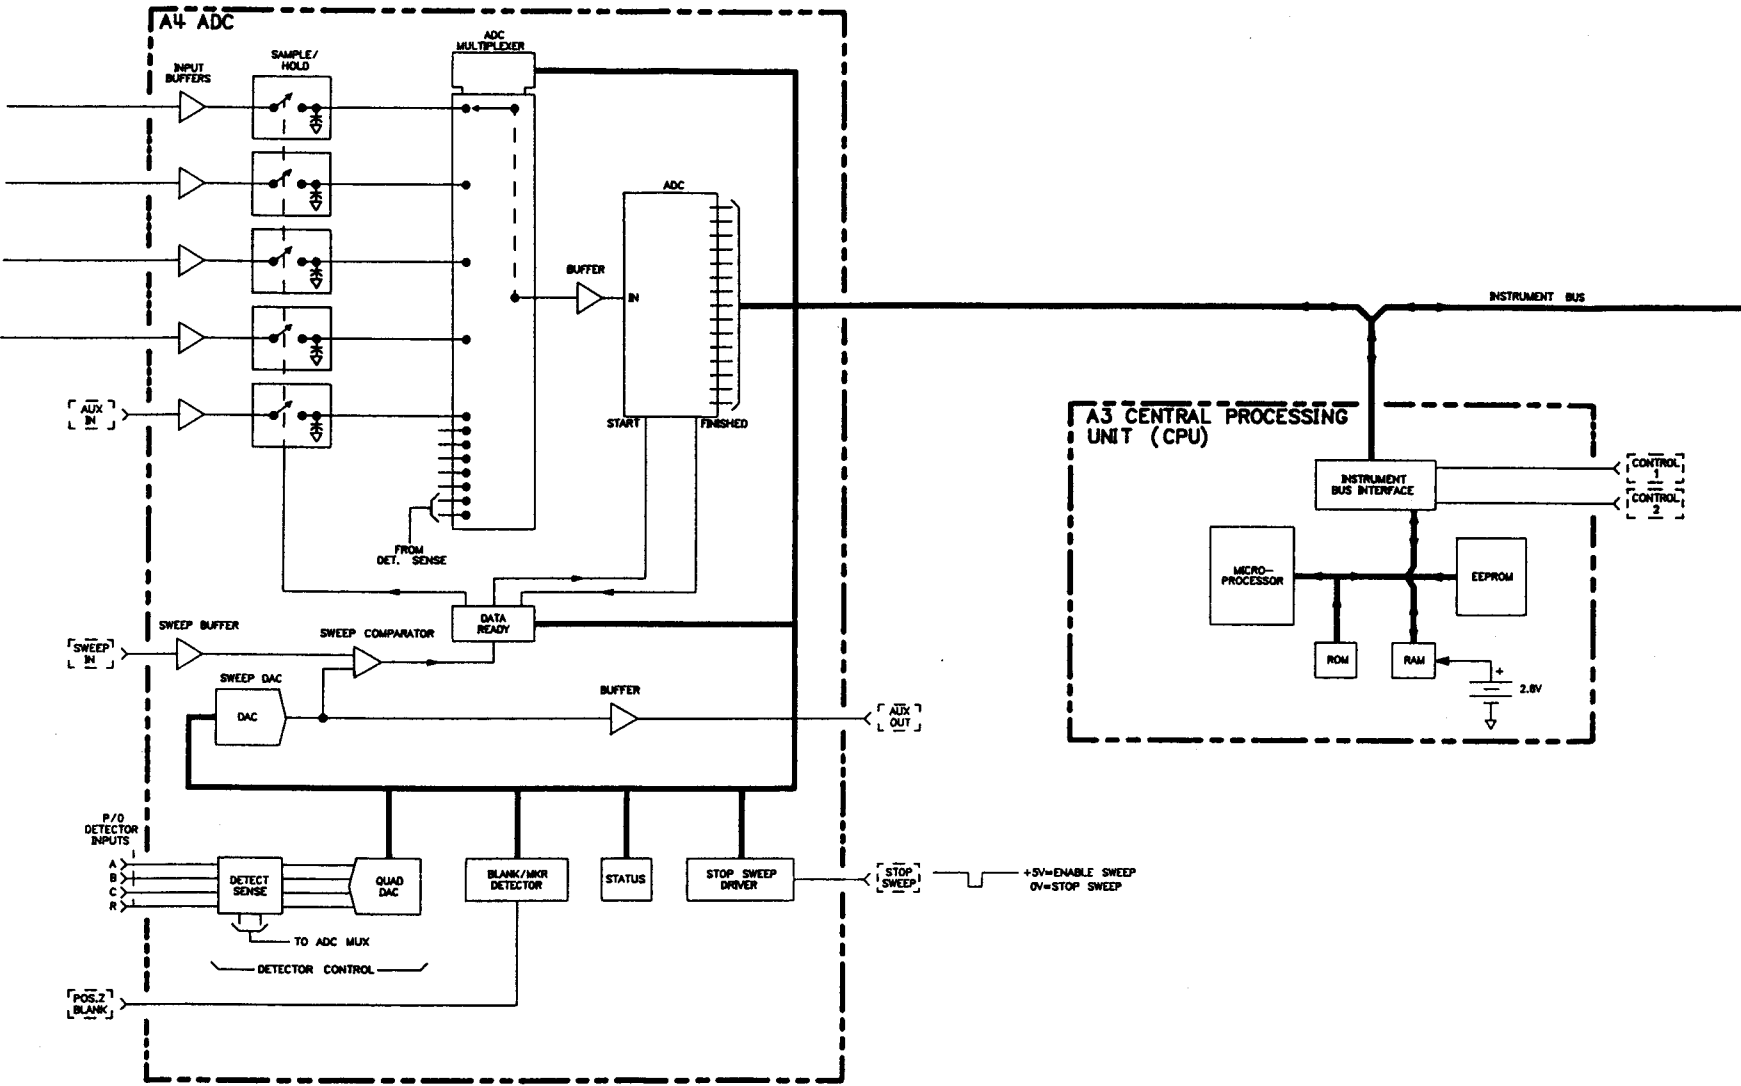 A4 ADC
ADC
MULTIPLEXER
SAMPLE/
HOLD
INPUT
BUFFERS
ADC
BUFFER
IN
INSTRUMENT BUS
AUX
IN
START
FINISHED
A3 CENTRAL PROCESSING
UNIT (CPU)
INSTRUMENT
BUS INTERFACE
CONTROL
1
CONTROL
2
FROM
DET. SENSE
MICRO-
PROCESSOR
EEPROM
DATA
READY
SWEEP BUFFER
SWEEP COMPARATOR
SWEEP
IN
ROM
RAM
+
2.8V
SWEEP DAC
DAC
BUFFER
AUX
OUT
P/O
DETECTOR
INPUTS
A
B
C
R
DETECT
SENSE
QUAD
DAC
BLANK/MKR
DETECTOR
STATUS
STOP SWEEP
DRIVER
STOP
SWEEP
+5V=ENABLE SWEEP
0V=STOP SWEEP
TO ADC MUX
DETECTOR CONTROL
POS.Z
BLANK